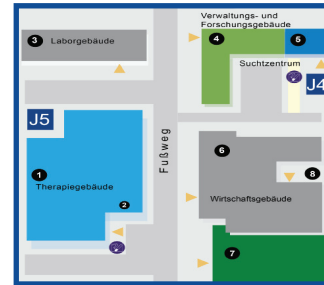 Verwaltungs- und
Forschungsgebäude
3 Laborgebäude
4
5
Suchtzentrum
J4
J5
Fußweg
6
1
Therapiegebäude
8
2
Wirtschaftsgebäude
7